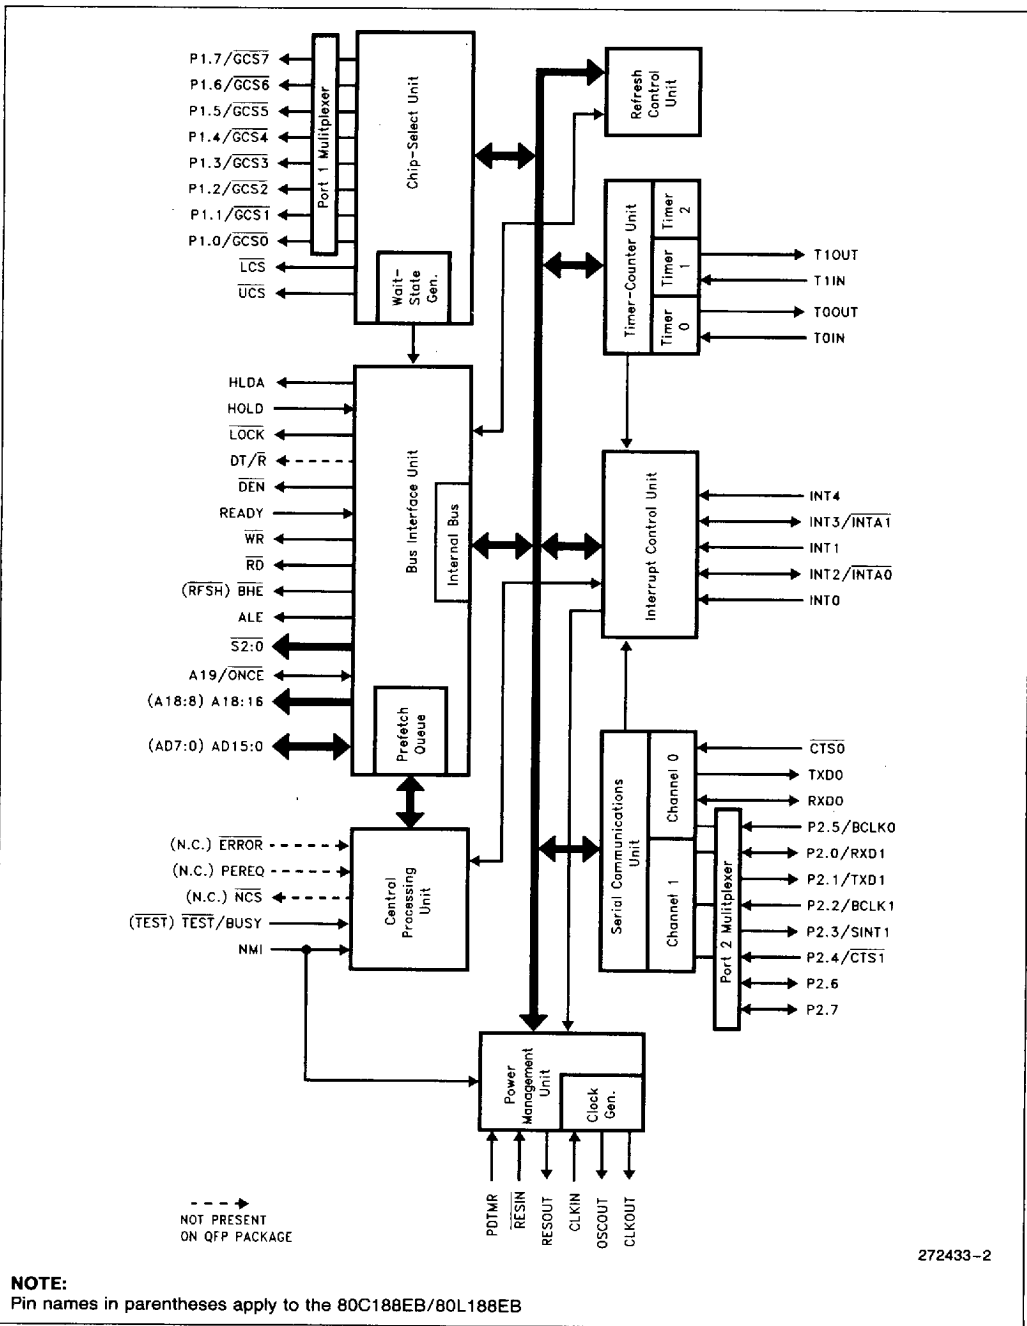 P1.7/GCS7
P1.6/GCS6
P1.5/GCS5
P1.4/GCS4
P1.3/GCS3
P1.2/GCS2
P1.1/GCS1
P1.0/GCS0
LCS
UCS
Port 1 Mulitplexer
Chip-Select Unit
Wait-
State
Gen.
Refresh
Control
Unit
Timer-Counter Unit
Timer
2
Timer
1
Timer
0
T1OUT
T1IN
T0OUT
T0IN
HLDA
HOLD
LOCK
DT/R
DEN
READY
WR
RD
(RFSH) BHE
ALE
S2:0
A19/ONCE
(A18:8) A18:16
(AD7:0) AD15:0
Bus Interface Unit
Internal Bus
Prefetch
Queue
Interrupt Control Unit
INT4
INT3/INTA1
INT1
INT2/INTA0
INT0
(N.C.) ERROR
(N.C.) PEREQ
(N.C.) NCS
(TEST) TEST/BUSY
NMI
Central
Processing
Unit
Serial Communications
Unit
Channel 0
Channel 1
Port 2 Mulitplexer
CTS0
TXD0
RXD0
P2.5/BCLK0
P2.0/RXD1
P2.1/TXD1
P2.2/BCLK1
P2.3/SINT1
P2.4/CTS1
P2.6
P2.7
Power
Management
Unit
Clock
Gen.
PDTMR
RESIN
RESOUT
CLKIN
OSCOUT
CLKOUT
NOT PRESENT
ON QFP PACKAGE
272433-2
NOTE:
Pin names in parentheses apply to the 80C188EB/80L188EB